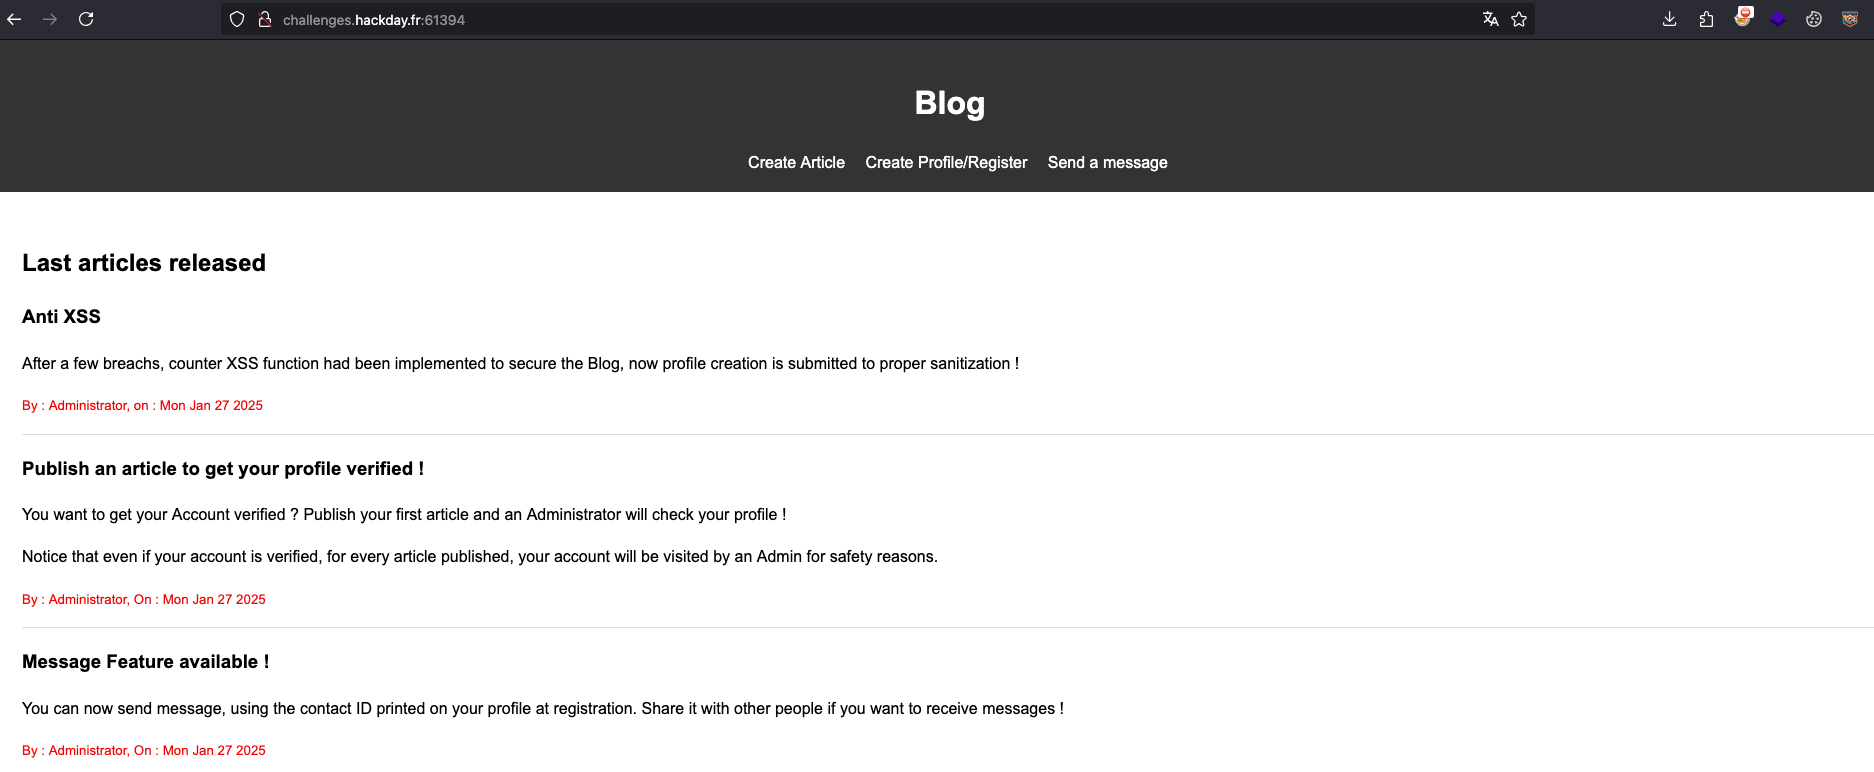 challenges.hackday.fr:61394
Blog
Create Article Create Profile/Register Send a message
Last articles released
Anti XSS
After a few breachs, counter XSS function had been implemented to secure the Blog, now profile creation is submitted to proper sanitization !
By : Administrator, on : Mon Jan 27 2025
Publish an article to get your profile verified !
You want to get your Account verified ? Publish your first article and an Administrator will check your profile !
Notice that even if your account is verified, for every article published, your account will be visited by an Admin for safety reasons.
By : Administrator, On : Mon Jan 27 2025
Message Feature available !
You can now send message, using the contact ID printed on your profile at registration. Share it with other people if you want to receive messages !
By : Administrator, On : Mon Jan 27 2025